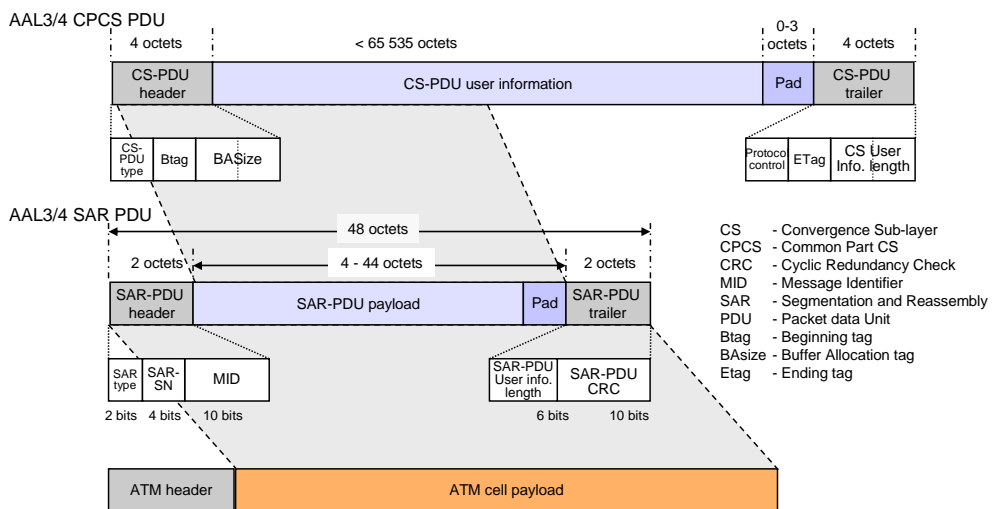 AAL3/4 CPCS PDU
4 octets
< 65 535 octets
0-3
octets
4 octets
CS-PDU
header
CS-PDU user information
Pad
CS-PDU
trailer
CS-
PDU
type
Btag
BASize
Protoco
control
ETag
CS User
Info. length
AAL3/4 SAR PDU
48 octets
2 octets
4 - 44 octets
2 octets
SAR-PDU
header
SAR-PDU payload
Pad
SAR-PDU
trailer
SAR
type
SAR-
SN
MID
SAR-PDU
User info.
length
SAR-PDU
CRC
2 bits
4 bits
10 bits
6 bits
10 bits
CS - Convergence Sub-layer
CPCS - Common Part CS
CRC - Cyclic Redundancy Check
MID - Message Identifier
SAR - Segmentation and Reassembly
PDU - Packet data Unit
Btag - Beginning tag
BAsize - Buffer Allocation tag
Etag - Ending tag
ATM header
ATM cell payload